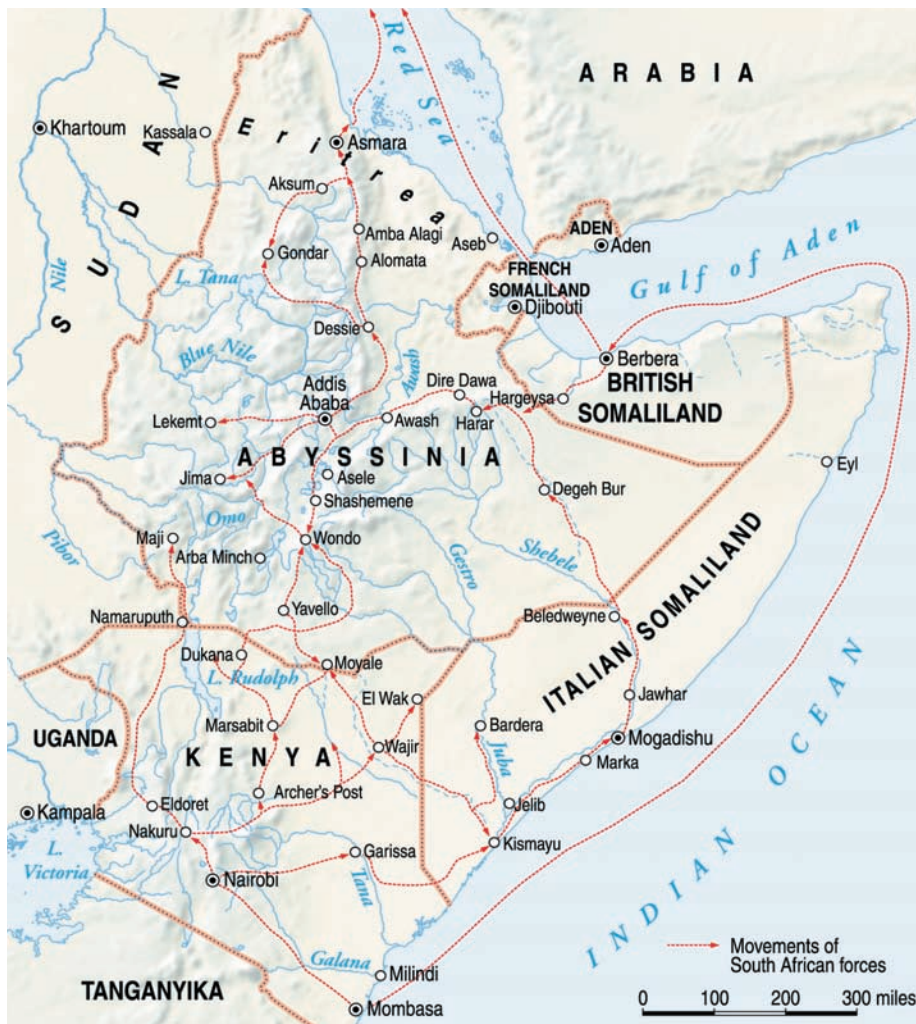 Red Sea
ARABIA
SUDAN
Khartoum
Kassala
Eritrea
Asmara
Aksum
Gondar
Amba Alagi
Alomata
Aseb
ADEN
Aden
Gulf of Aden
FRENCH
SOMALILAND
Djibouti
Nile
L. Tana
Dessie
Blue Nile
Awash
Berbera
BRITISH
SOMALILAND
Addis
Ababa
Dire Dawa
Hargeysa
Harar
Lekemt
Awash
ABYSSINIA
Eyl
Jima
Asele
Shashemene
Degeh Bur
Omo
Maji
Wondo
Arba Minch
Pibor
Gestro
Shebele
ITALIAN SOMALILAND
Namaruputh
Yavello
Beledweyne
Dukana
L. Rudolph
Moyale
El Wak
Jawhar
UGANDA
Marsabit
Bardera
KENYA
Wajir
Juba
Mogadishu
Marka
INDIAN OCEAN
Kampala
Eldoret
Archer's Post
Jelib
Nakuru
Kismayu
L.
Victoria
Garissa
Nairobi
Tana
Galana
Milindi
TANGANYIKA
Mombasa
Movements of
South African forces
0 100 200 300 miles